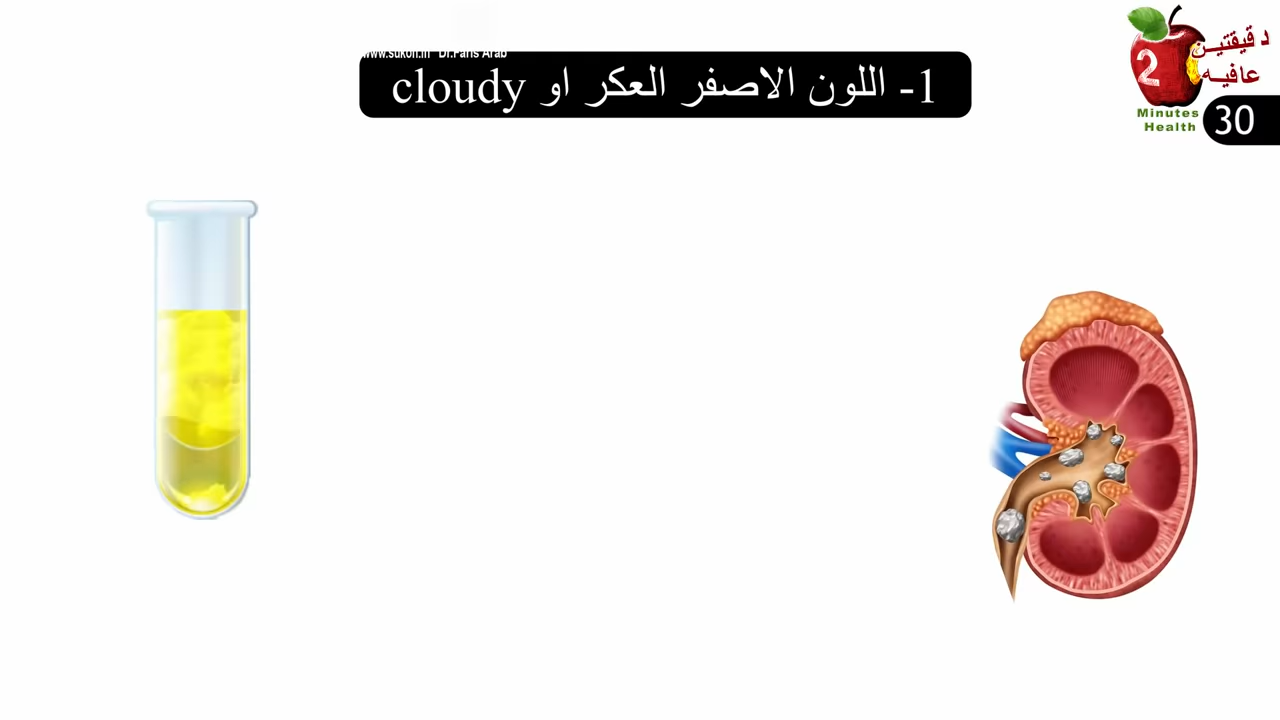 www.sukon.in Dr.Faris Arab
1- اللون الاصفر العكر او cloudy
دقيقتين
2
عافيه
Minutes
Health
30